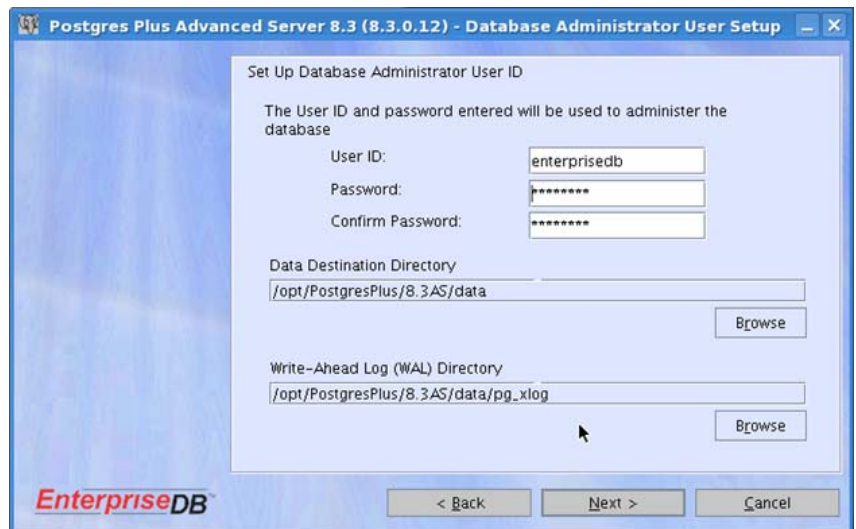 Postgres Plus Advanced Server 8.3 (8.3.0.12) - Database Administrator User Setup
Set Up Database Administrator User ID
The User ID and password entered will be used to administer the
database
User ID:
enterprisedb
Password:
********
Confirm Password:
********
Data Destination Directory
/opt/PostgresPlus/8.3AS/data
Browse
Write-Ahead Log (WAL) Directory
/opt/PostgresPlus/8.3AS/data/pg_xlog
Browse
EnterpriseDB
< Back
Next >
Cancel